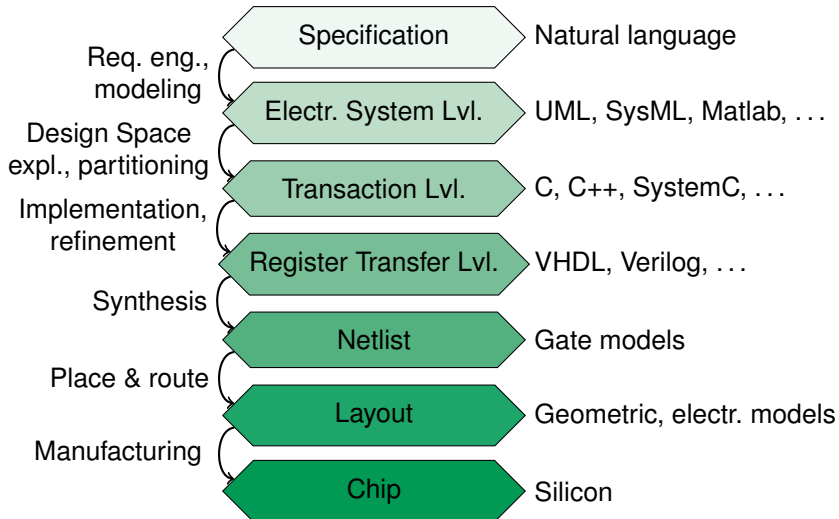 Specification
Natural language
Req. eng.,
modeling
Electr. System Lvl.
UML, SysML, Matlab, . . .
Design Space
expl., partitioning
Transaction Lvl.
C, C++, SystemC, . . .
Implementation,
refinement
Register Transfer Lvl.
VHDL, Verilog, . . .
Synthesis
Netlist
Gate models
Place & route
Layout
Geometric, electr. models
Manufacturing
Chip
Silicon